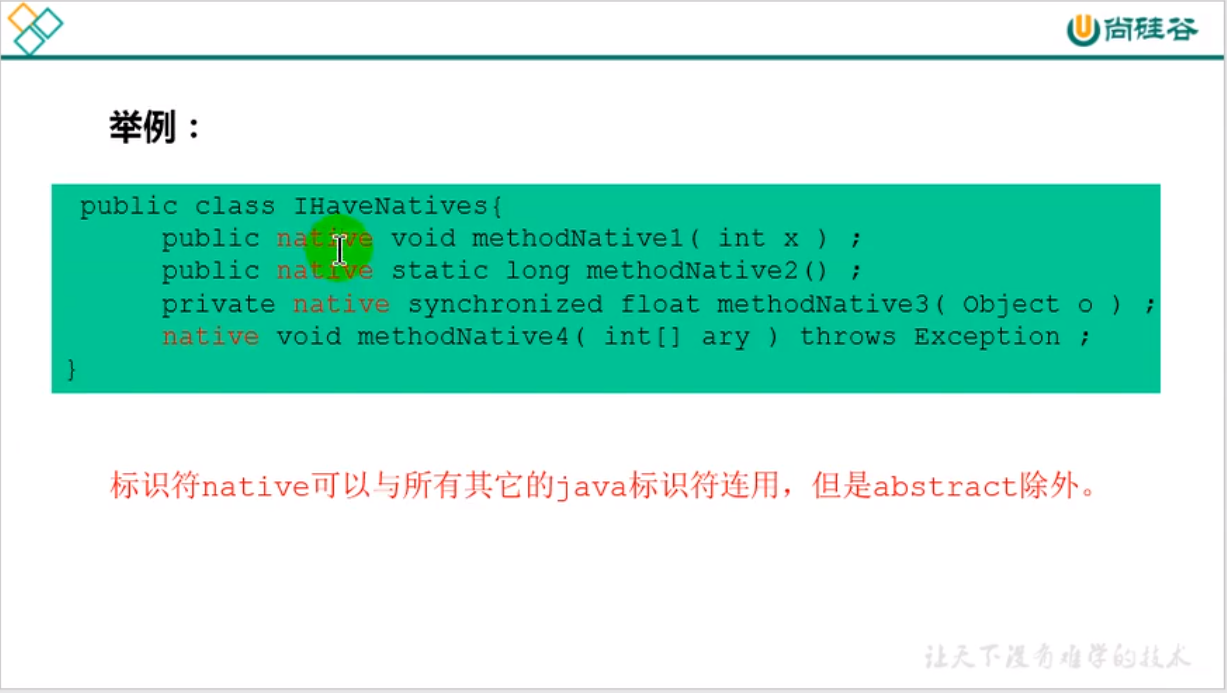 尚硅谷
举例：
public class IHaveNatives{
public native void methodNative1( int x ) ;
public native static long methodNative2() ;
private native synchronized float methodNative3( Object o ) ;
native void methodNative4( int[] ary ) throws Exception ;
}
标识符native可以与所有其它的java标识符连用，但是abstract除外。
让天下没有难学的技术